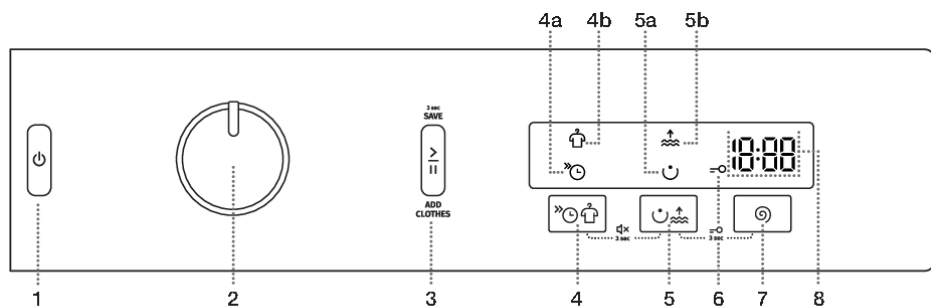 4a 4b 5a 5b
3 sec
SAVE
18:88
ADD
CLOTHES
3 sec 3 sec
1 2 3 4 5 6 7 8